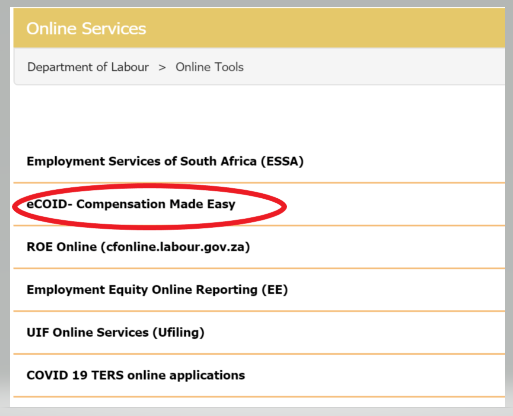 Online Services
Department of Labour > Online Tools
Employment Services of South Africa (ESSA)
eCOID- Compensation Made Easy
ROE Online (cfonline.labour.gov.za)
Employment Equity Online Reporting (EE)
UIF Online Services (Ufiling)
COVID 19 TERS online applications